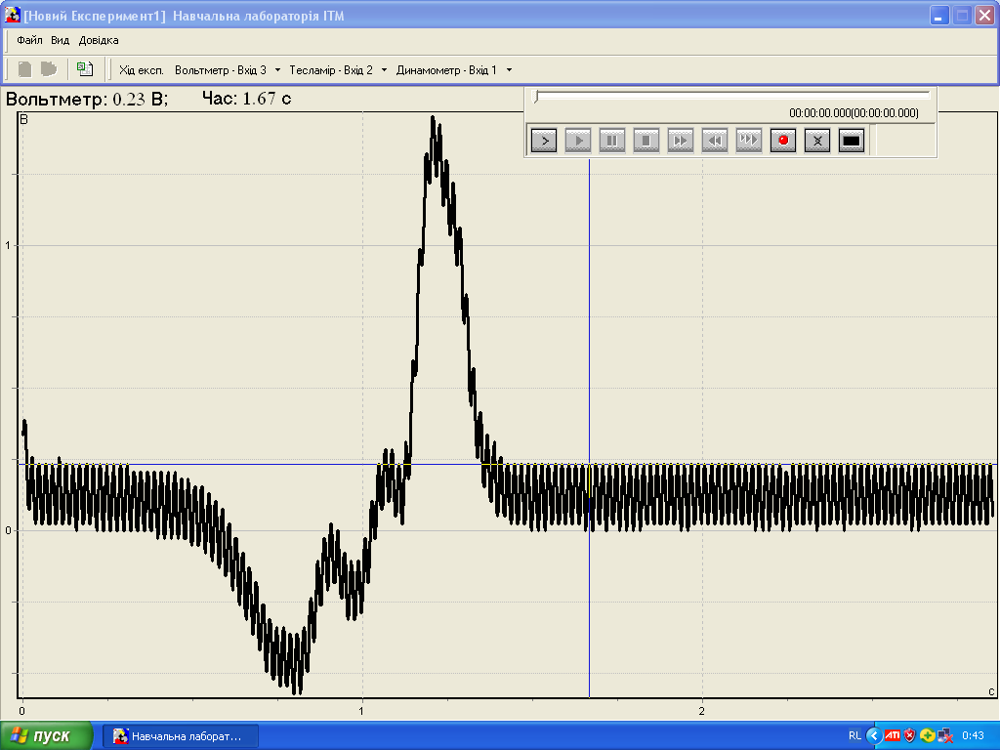 [Новий Експеримент1] Навчальна лабораторія ІТМ
Файл Вид Довідка
Хід експ. Вольтметр - Вхід 3 Тесламір - Вхід 2 Динамометр - Вхід 1
Вольтметр: 0.23 В; Час: 1.67 с
00:00:00.000(00:00:00.000)
В
1
0
с
0 1 2
пуск Навчальна лаборат... RL ATI 0:43